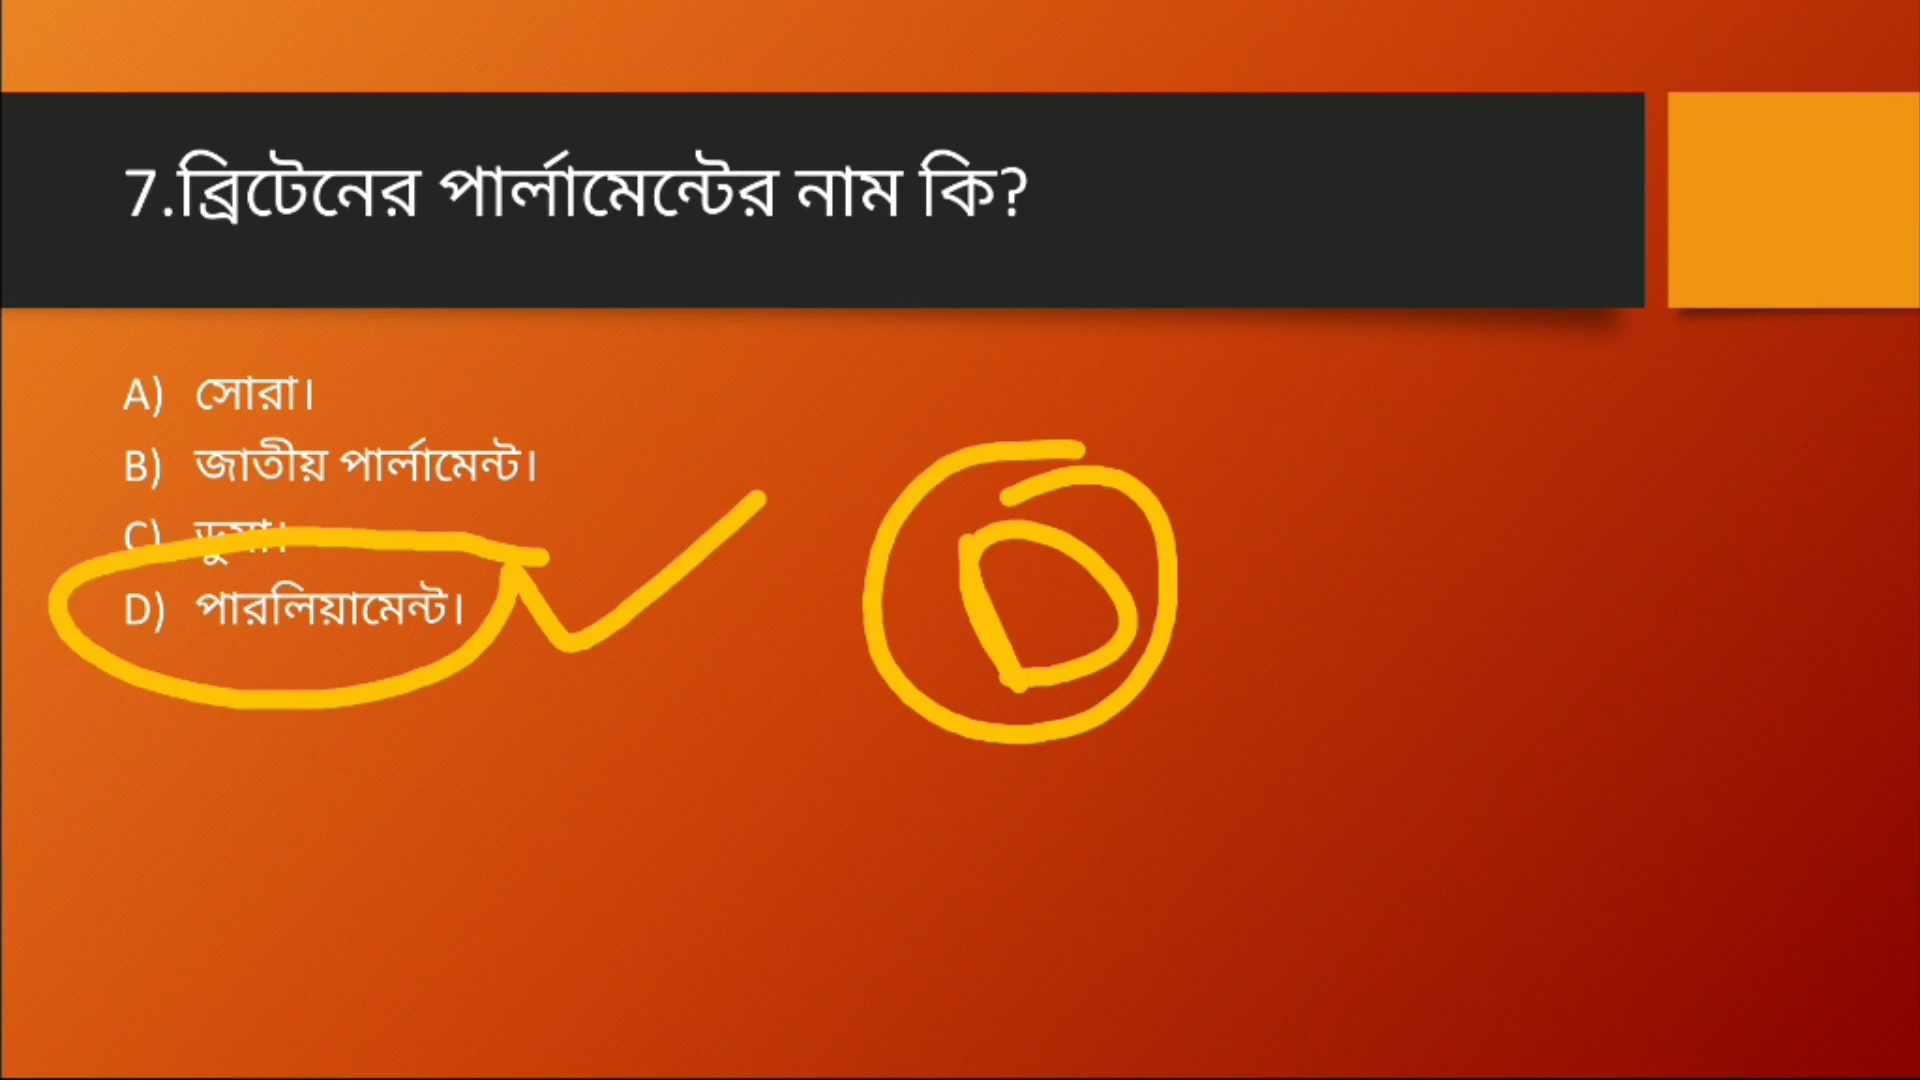 7.ব্রিটেনের পার্লামেন্টের নাম কি?
A) সোরা।
B) জাতীয় পার্লামেন্ট।
C) ডুমা।
D) পারলিয়ামেন্ট।
D